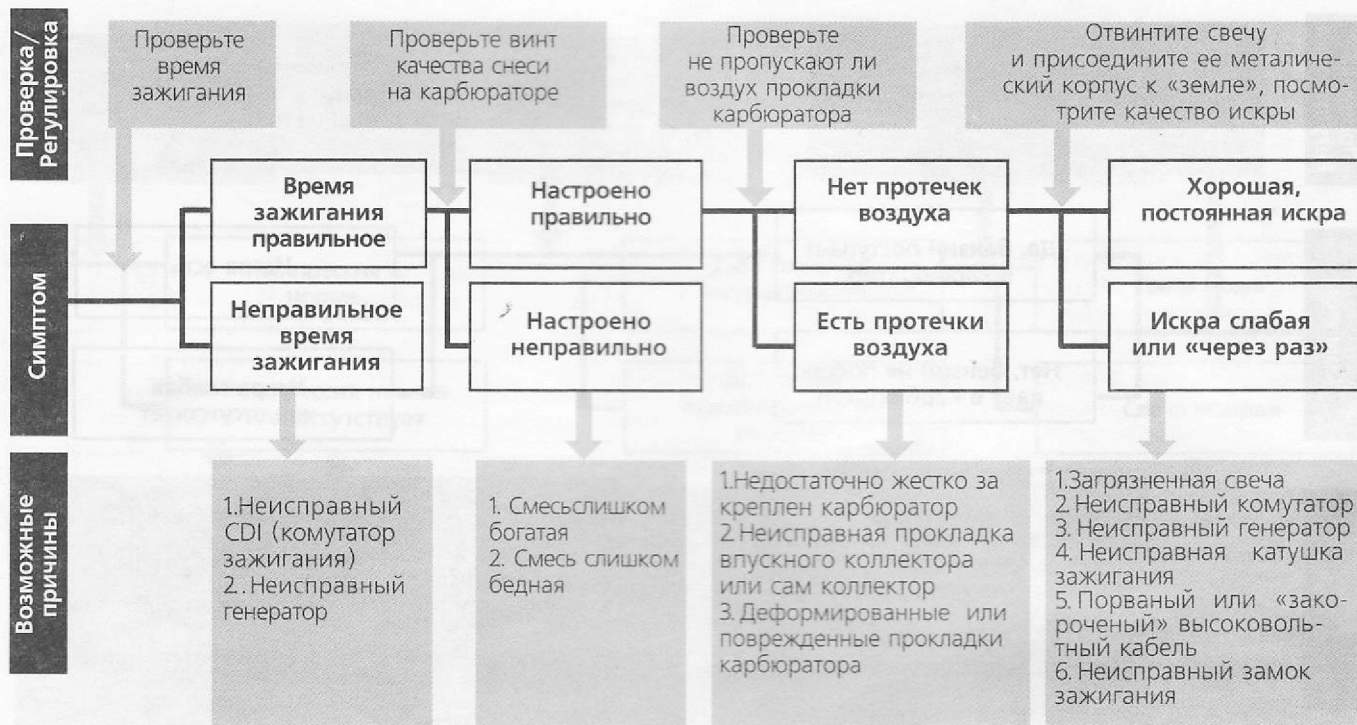 Проверка/
Регулировка
Проверьте
время
зажигания
Проверьте винт
качества снеси
на карбюраторе
Проверьте
не пропускают ли
воздух прокладки
карбюратора
Отвинтите свечу
и присоедините ее металиче-
ский корпус к «земле», посмо-
трите качество искры
Симптом
Время
зажигания
правильное
Настроено
правильно
Нет протечек
воздуха
Хорошая,
постоянная искра
Неправильное
время
зажигания
Настроено
неправильно
Есть протечки
воздуха
Искра слабая
или «через раз»
Возможные
причины
1.Неисправный
CDI (комутатор
зажигания)
2..Неисправный
генератор
1. Смесьслишком
богатая
2. Смесь слишком
бедная
1.Недостаточно жестко за
креплен карбюратор
2.Неисправная прокладка
впускного коллектора
или сам коллектор
3. Деформированные или
поврежденные прокладки
карбюратора
1.Загрязненная свеча
2.Неисправный комутатор
3. Неисправный генератор
4. Неисправная катушка
зажигания
5. Порваный или «зако-
роченый» высоковоль-
тный кабель
6. Неисправный замок
зажигания